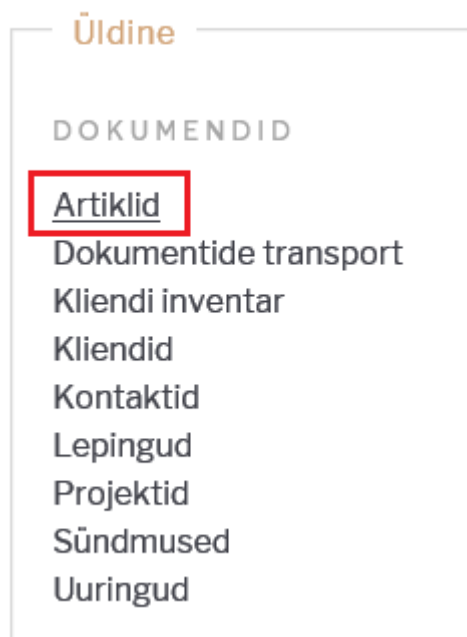 Üldine
DOKUMENDID
Artiklid
Dokumentide transport
Kliendi inventar
Kliendid
Kontaktid
Lepingud
Projektid
Sündmused
Uuringud